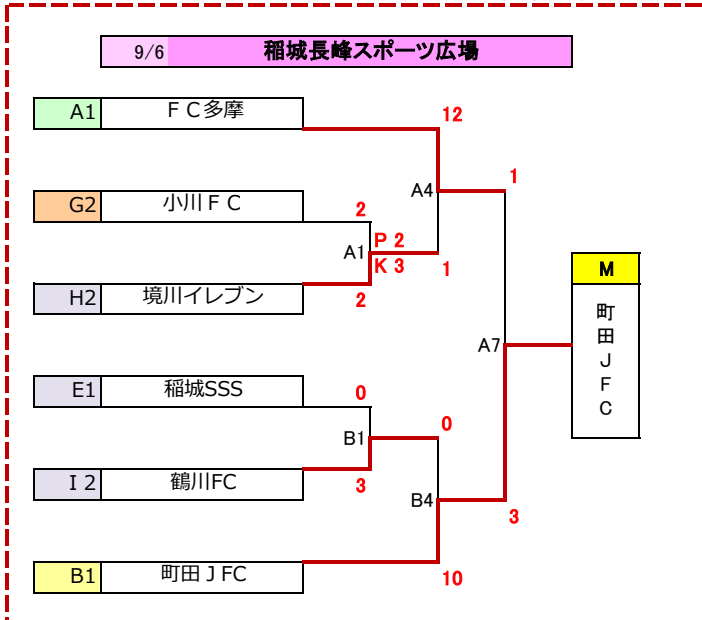 9/6 稲城長峰スポーツ広場
A1 ＦＣ多摩
12
A4
1
G2 小川ＦＣ
2
A1
P 2
K 3
1
H2 境川イレブン
2
M
町田JFC
A7
E1 稲城SSS
0
B1
0
I 2 鶴川FC
3
B4
3
B1 町田ＪFC
10